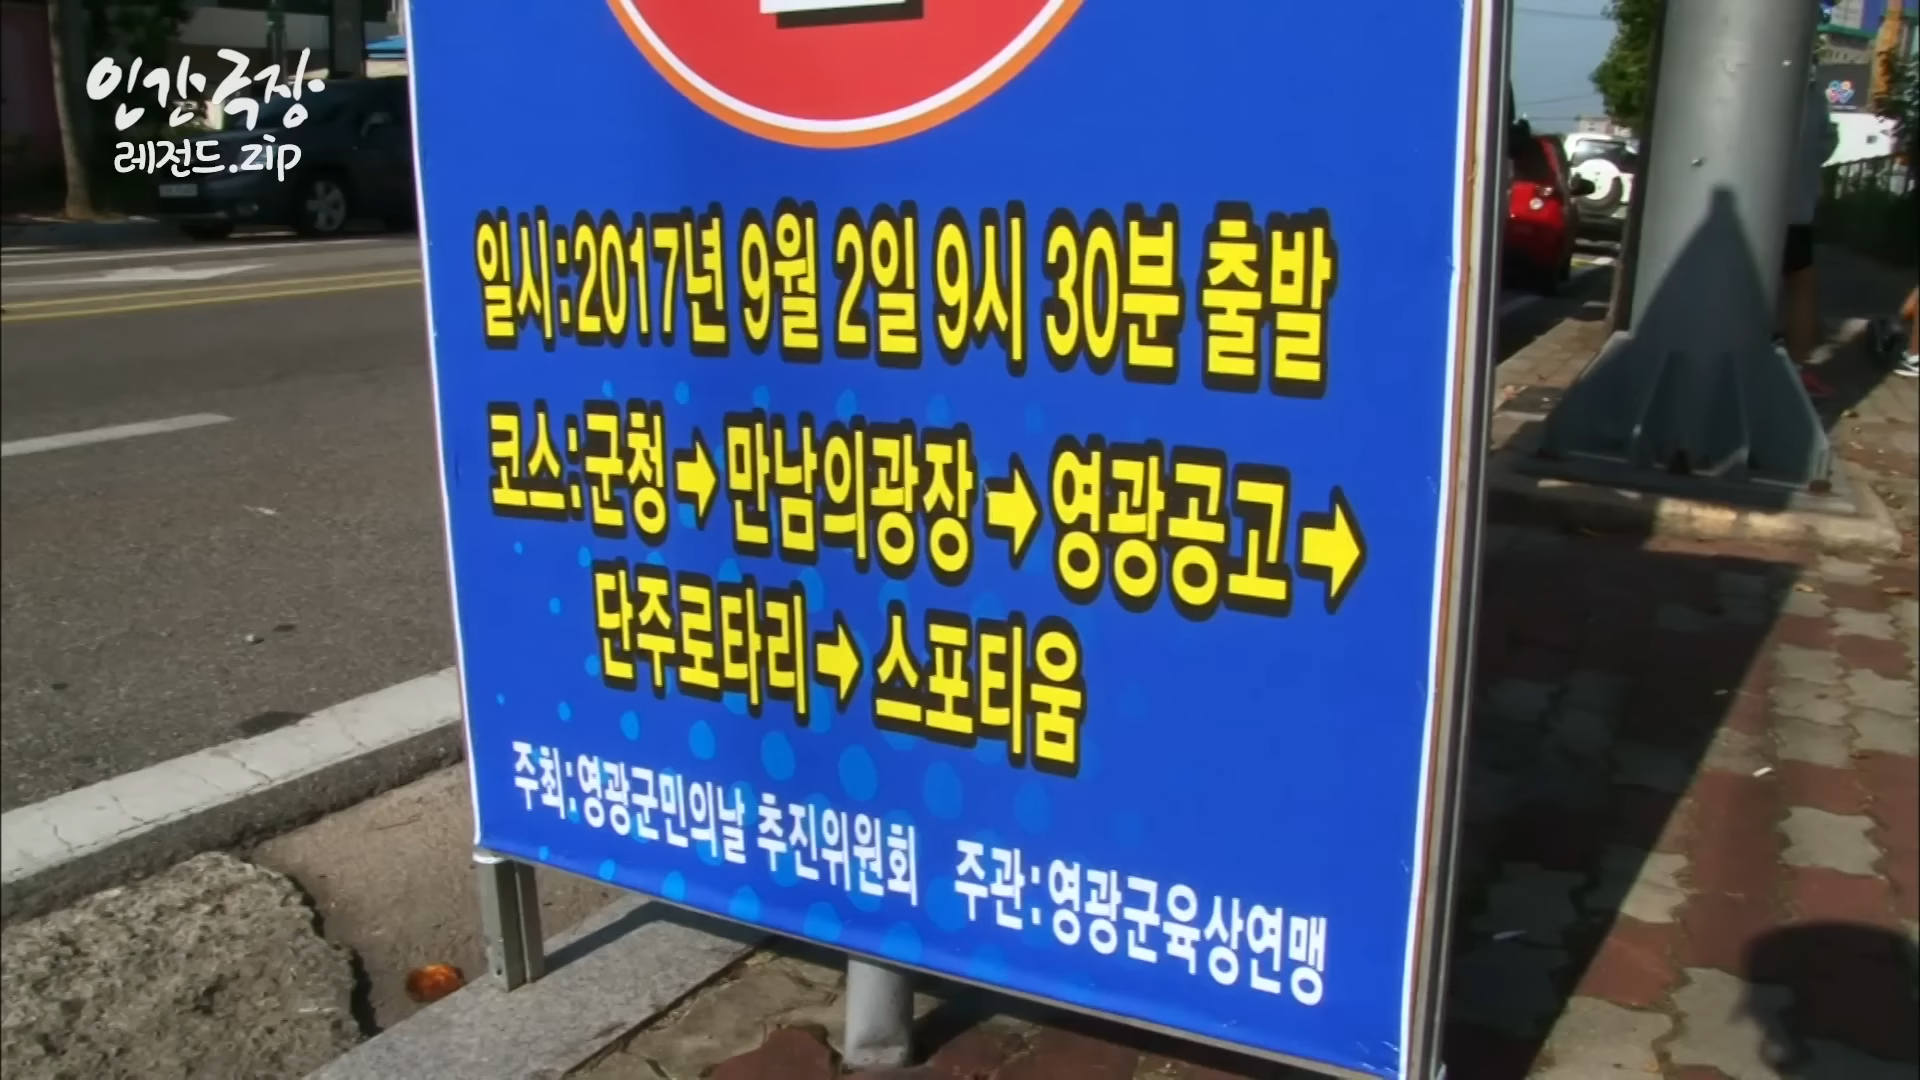 인간극장
레전드.zip
일시:2017년 9월 2일 9시 30분 출발
코스:군청➡만남의광장➡영광공고➡
단주로타리➡스포티움
주최:영광군민의날 추진위원회 주관:영광군육상연맹